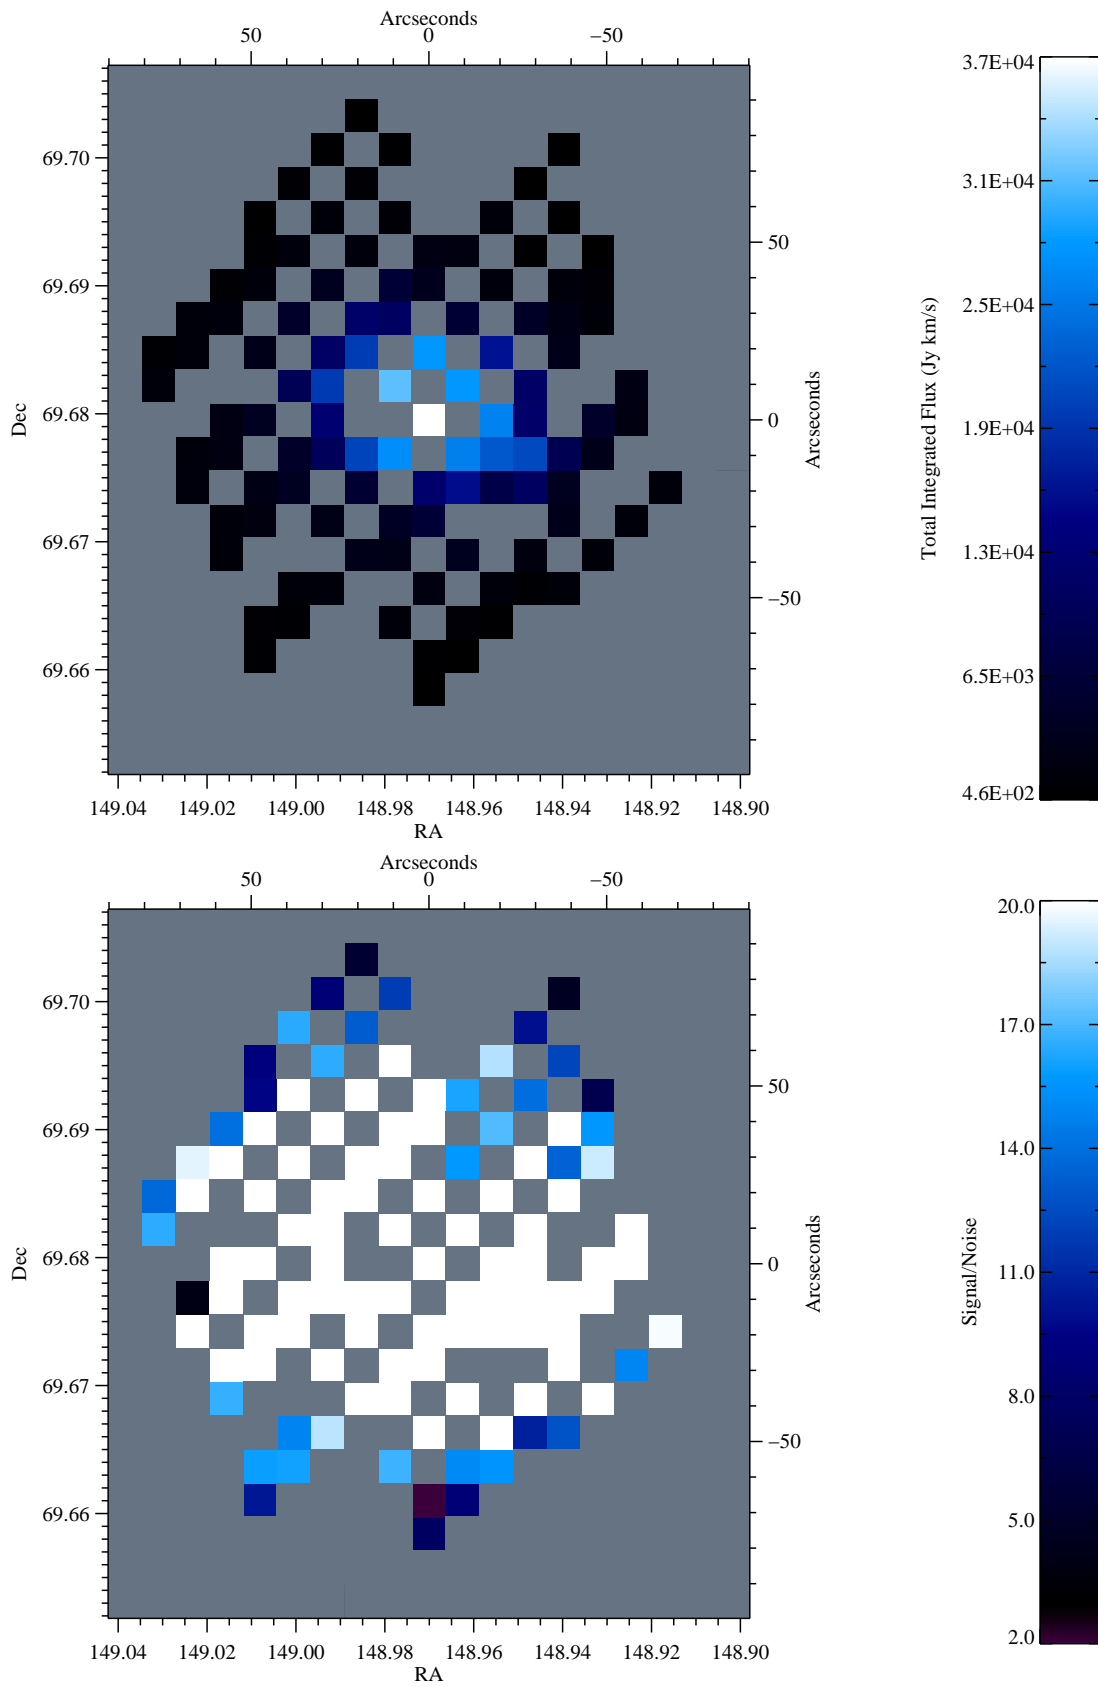 Arcseconds
50 0 −50
69.70
69.69
69.68
69.67
69.66
Dec
50
0
−50
Arcseconds
149.04 149.02 149.00 148.98 148.96 148.94 148.92 148.90
RA
3.7E+04
3.1E+04
2.5E+04
1.9E+04
1.3E+04
6.5E+03
4.6E+02
Total Integrated Flux (Jy km/s)
Arcseconds
50 0 −50
69.70
69.69
69.68
69.67
69.66
Dec
50
0
−50
Arcseconds
149.04 149.02 149.00 148.98 148.96 148.94 148.92 148.90
RA
20.0
17.0
14.0
11.0
8.0
5.0
2.0
Signal/Noise